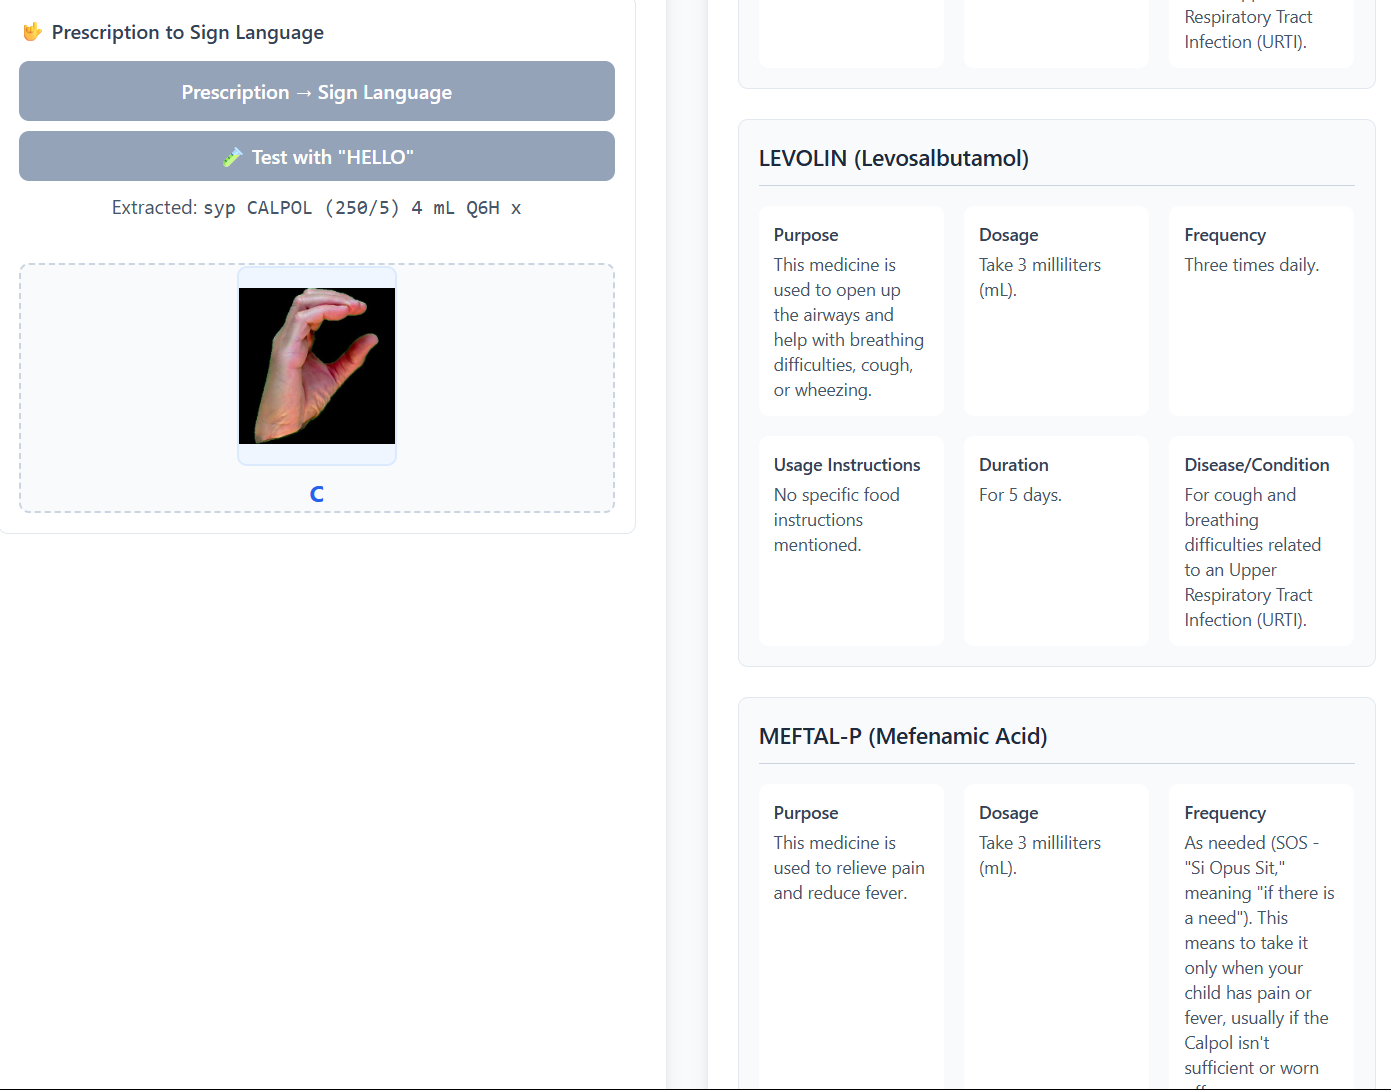 Prescription to Sign Language
Prescription → Sign Language
Test with "HELLO"
Extracted: syp CALPOL (250/5) 4 mL Q6H x
C
Respiratory Tract
Infection (URTI).
LEVOLIN (Levosalbutamol)
Purpose
This medicine is
used to open up
the airways and
help with breathing
difficulties, cough,
or wheezing.
Dosage
Take 3 milliliters
(mL).
Frequency
Three times daily.
Usage Instructions
No specific food
instructions
mentioned.
Duration
For 5 days.
Disease/Condition
For cough and
breathing
difficulties related
to an Upper
Respiratory Tract
Infection (URTI).
MEFTAL-P (Mefenamic Acid)
Purpose
This medicine is
used to relieve pain
and reduce fever.
Dosage
Take 3 milliliters
(mL).
Frequency
As needed (SOS -
"Si Opus Sit,"
meaning "if there is
a need"). This
means to take it
only when your
child has pain or
fever, usually if the
Calpol isn't
sufficient or worn